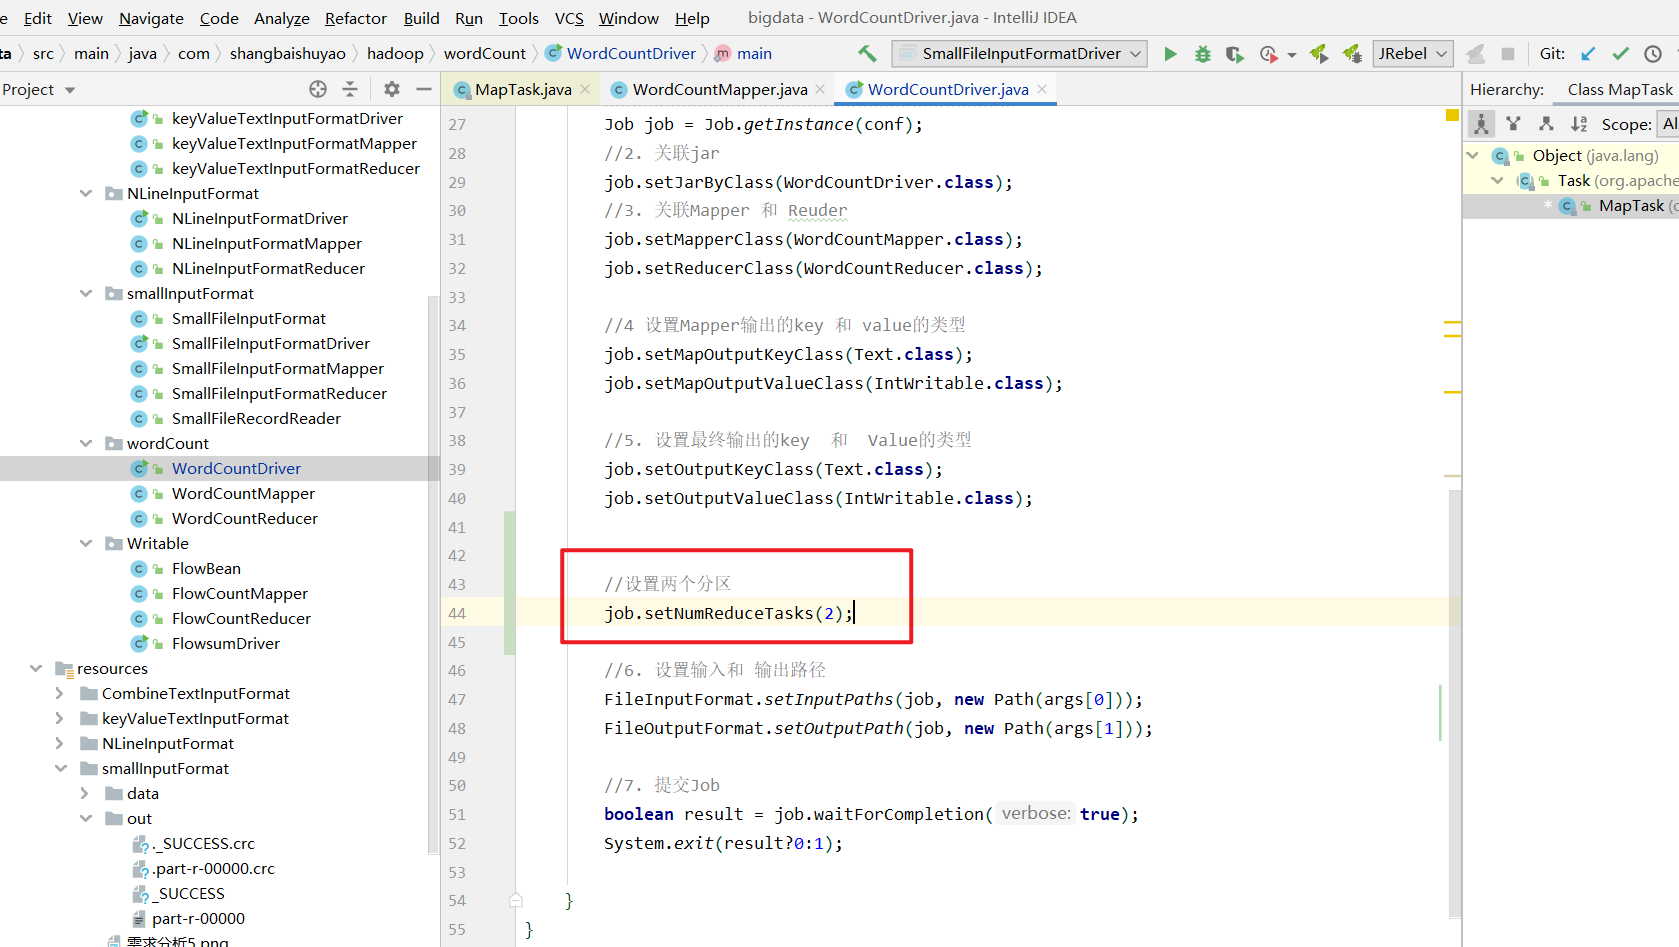 e Edit View Navigate Code Analyze Refactor Build Run Tools VCS Window Help bigdata - WordCountDriver.java - IntelliJ IDEA
ta src main java com shangbaishuyao hadoop wordCount WordCountDriver main SmallFileInputFormatDriver JRebel Git:
Project
MapTask.java WordCountMapper.java WordCountDriver.java
Hierarchy: Class MapTask
Scope: Al
keyValueTextInputFormatDriver
keyValueTextInputFormatMapper
keyValueTextInputFormatReducer
NLineInputFormat
NLineInputFormatDriver
NLineInputFormatMapper
NLineInputFormatReducer
smallInputFormat
SmallFileInputFormat
SmallFileInputFormatDriver
SmallFileInputFormatMapper
SmallFileInputFormatReducer
SmallFileRecordReader
wordCount
WordCountDriver
WordCountMapper
WordCountReducer
Writable
FlowBean
FlowCountMapper
FlowCountReducer
FlowsumDriver
resources
CombineTextInputFormat
keyValueTextInputFormat
NLineInputFormat
smallInputFormat
data
out
._SUCCESS.crc
.part-r-00000.crc
_SUCCESS
part-r-00000
需求分析5.png
27 Job job = Job.getInstance(conf);
28 //2. 关联jar
29 job.setJarByClass(WordCountDriver.class);
30 //3. 关联Mapper 和 Reuder
31 job.setMapperClass(WordCountMapper.class);
32 job.setReducerClass(WordCountReducer.class);
33
34 //4 设置Mapper输出的key 和 value的类型
35 job.setMapOutputKeyClass(Text.class);
36 job.setMapOutputValueClass(IntWritable.class);
37
38 //5. 设置最终输出的key 和 Value的类型
39 job.setOutputKeyClass(Text.class);
40 job.setOutputValueClass(IntWritable.class);
41
42
43 //设置两个分区
44 job.setNumReduceTasks(2);
45
46 //6. 设置输入和 输出路径
47 FileInputFormat.setInputPaths(job, new Path(args[0]));
48 FileOutputFormat.setOutputPath(job, new Path(args[1]));
49
50 //7. 提交Job
51 boolean result = job.waitForCompletion( verbose: true);
52 System.exit(result?0:1);
53
54 }
55 }
Object (java.lang)
Task (org.apache
* MapTask (o